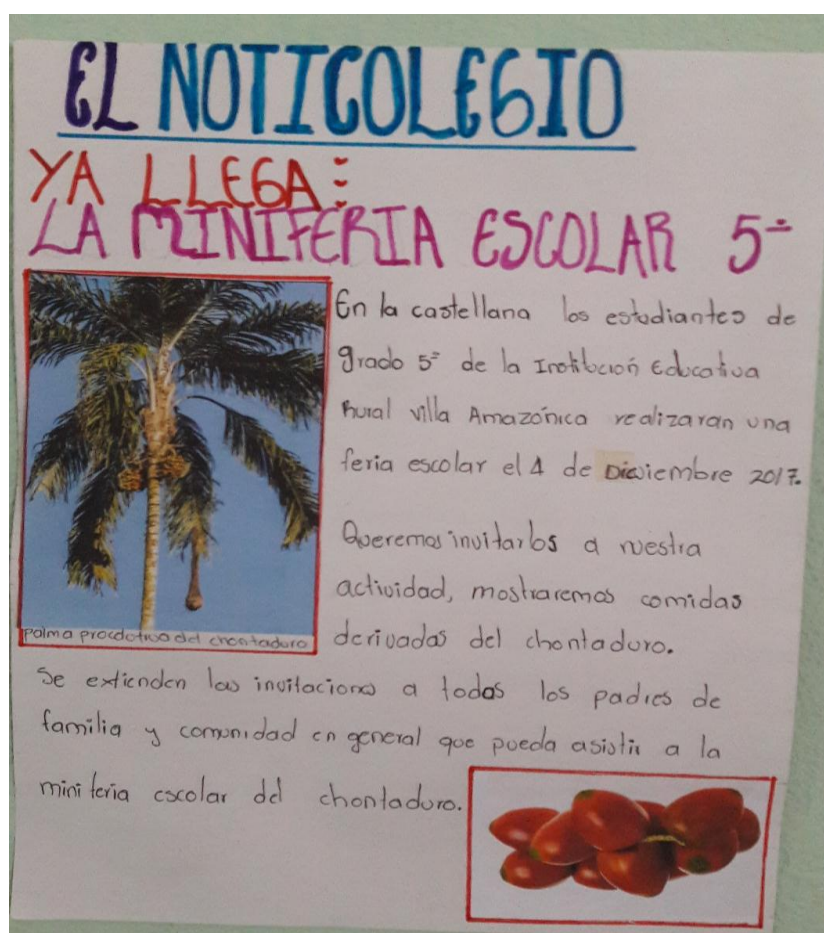 EL NOTICOLEGIO
YA LLEGA:
LA MINIFERIA ESCOLAR 5º
En la castellana los estudiantes de
grado 5º de la Institución Educativa
Rural villa Amazónica realizaran una
feria escolar el 4 de Diciembre 2017.
Queremos invitarlos a nuestra
actividad, mostraremos comidas
derivadas del chontaduro.
palma productiva del chontaduro
Se extienden las invitaciones a todos los padres de
familia y comunidad en general que pueda asistir a la
mini feria escolar del chontaduro.